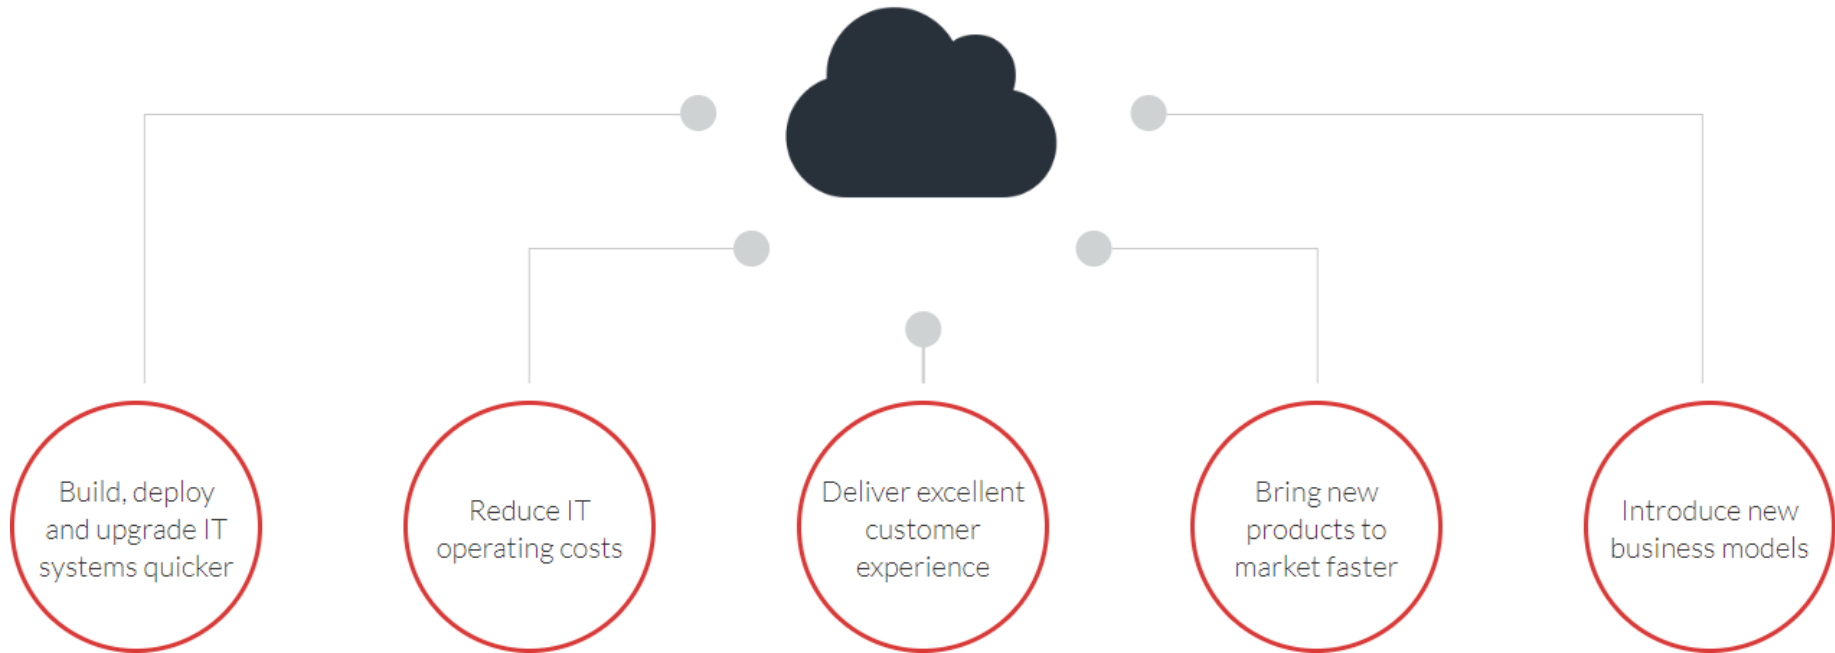 Build, deploy
and upgrade IT
systems quicker
Reduce IT
operating costs
Deliver excellent
customer
experience
Bring new
products to
market faster
Introduce new
business models